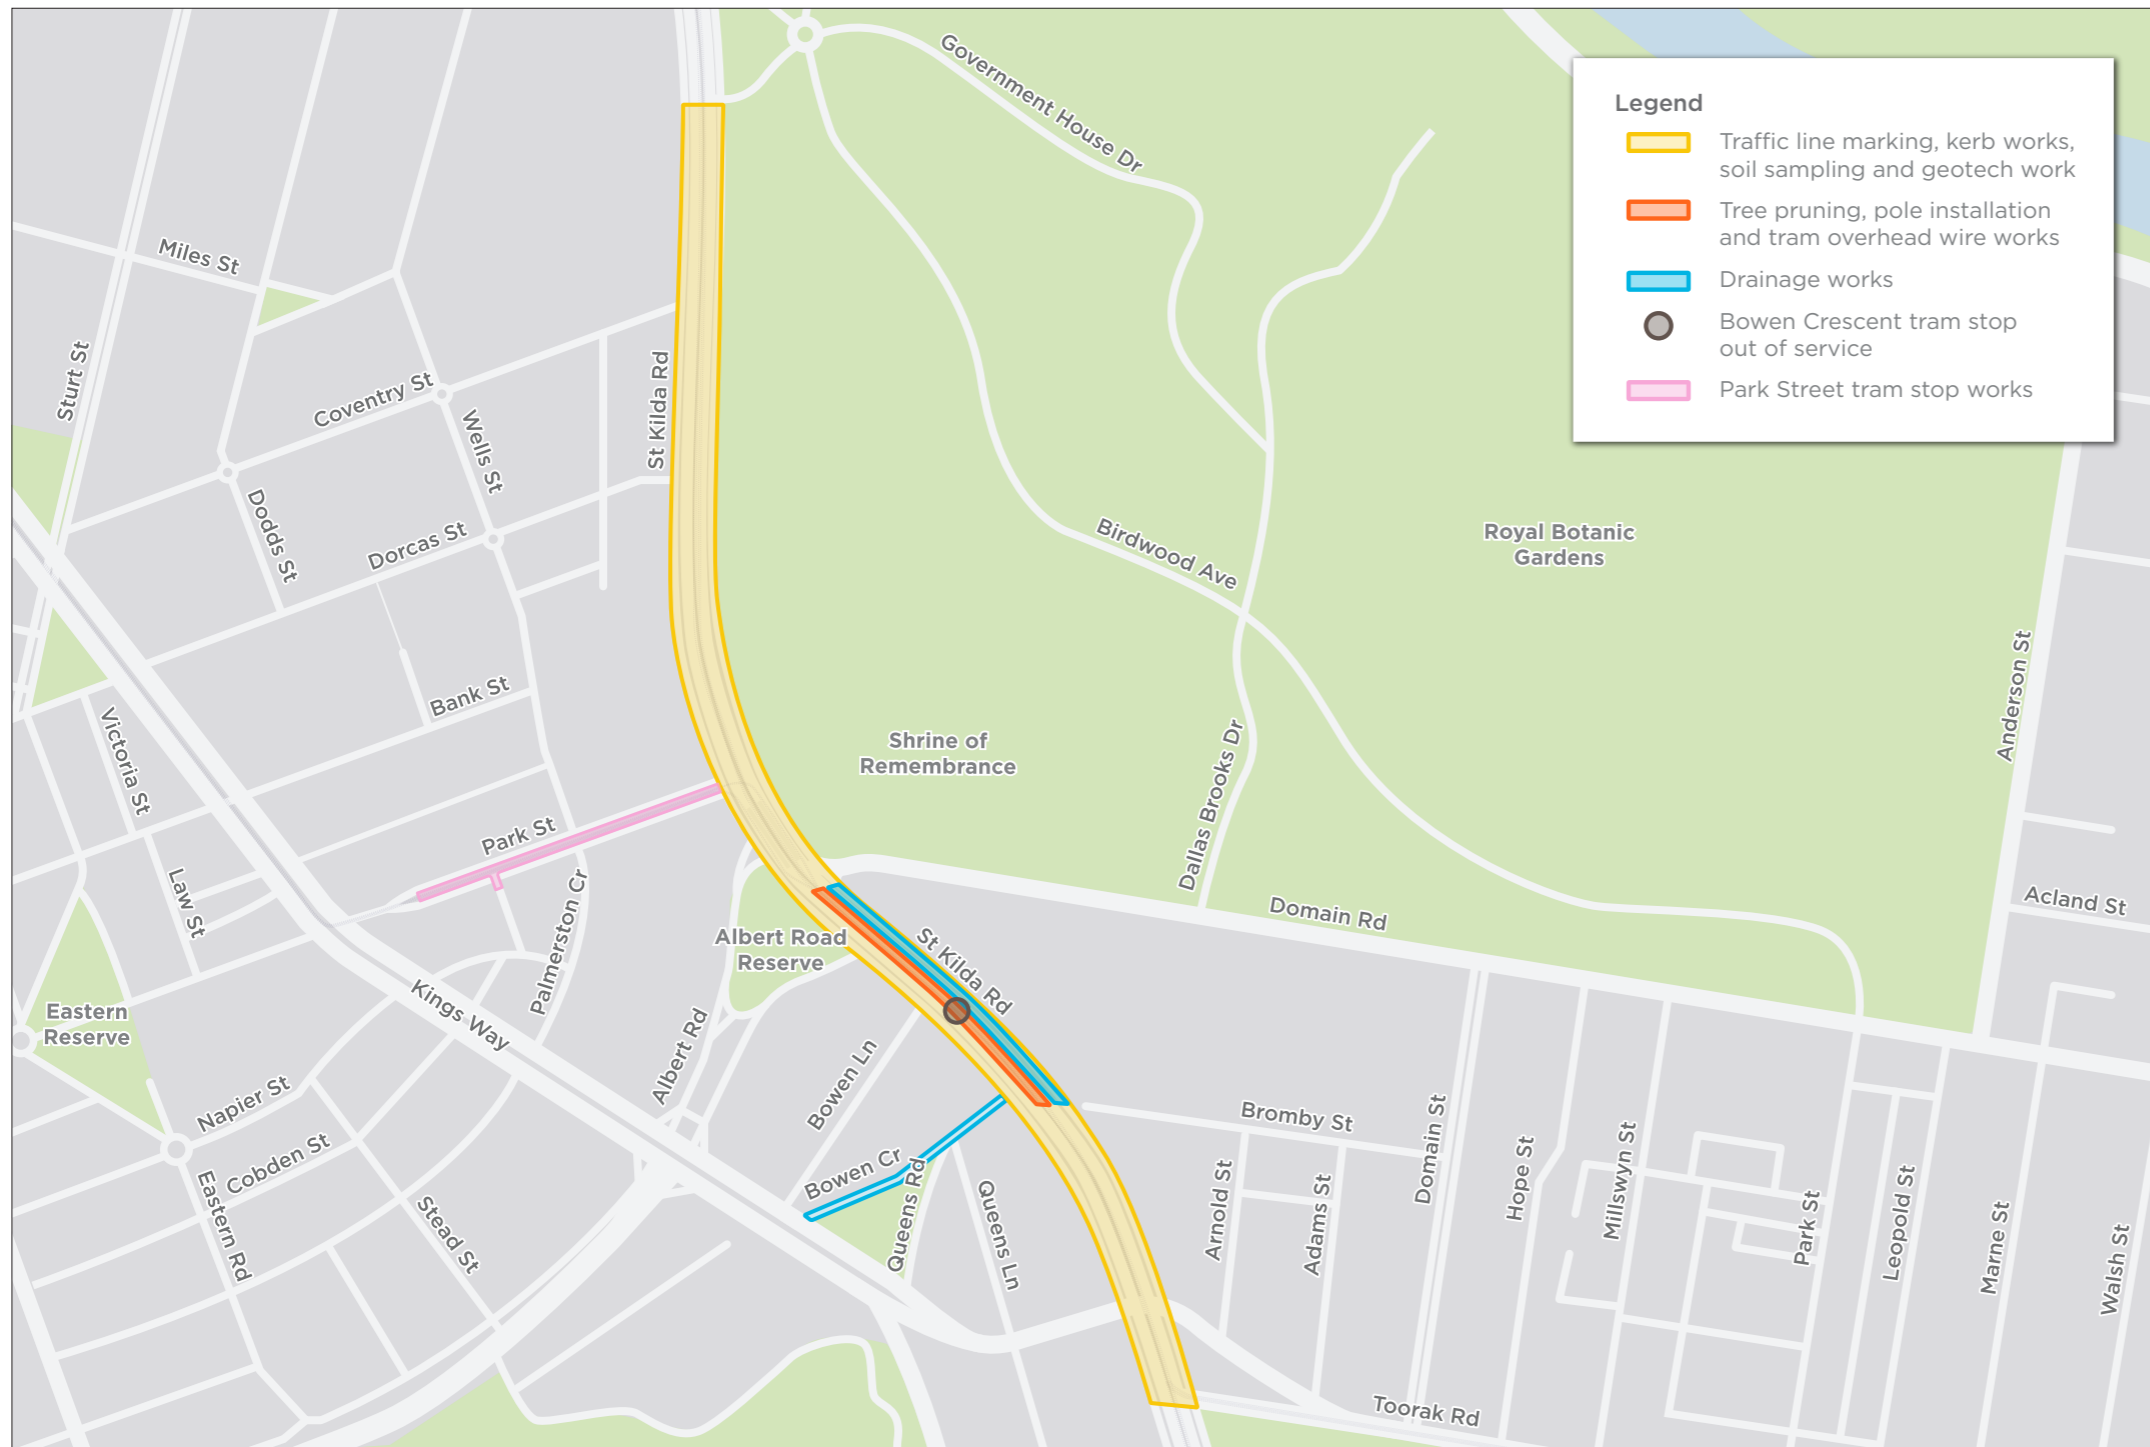 Legend
Traffic line marking, kerb works,
soil sampling and geotech work
Tree pruning, pole installation
and tram overhead wire works
Drainage works
Bowen Crescent tram stop
out of service
Park Street tram stop works
Government House Dr
Miles St
Sturt St
St Kilda Rd
Coventry St
Wells St
Dodds St
Dorcas St
Birdwood Ave
Royal Botanic
Gardens
Anderson St
Bank St
Victoria St
Shrine of
Remembrance
Dallas Brooks Dr
Park St
Law St
Palmerston Cr
Albert Road
Reserve
St Kilda Rd
Domain Rd
Acland St
Eastern
Reserve
Kings Way
Albert Rd
Bowen Ln
Napier St
Cobden St
Bromby St
Bowen Cr
Queens Rd
Queens Ln
Eastern Rd
Stead St
Arnold St
Adams St
Domain St
Hope St
Millswyn St
Park St
Leopold St
Marne St
Walsh St
Toorak Rd